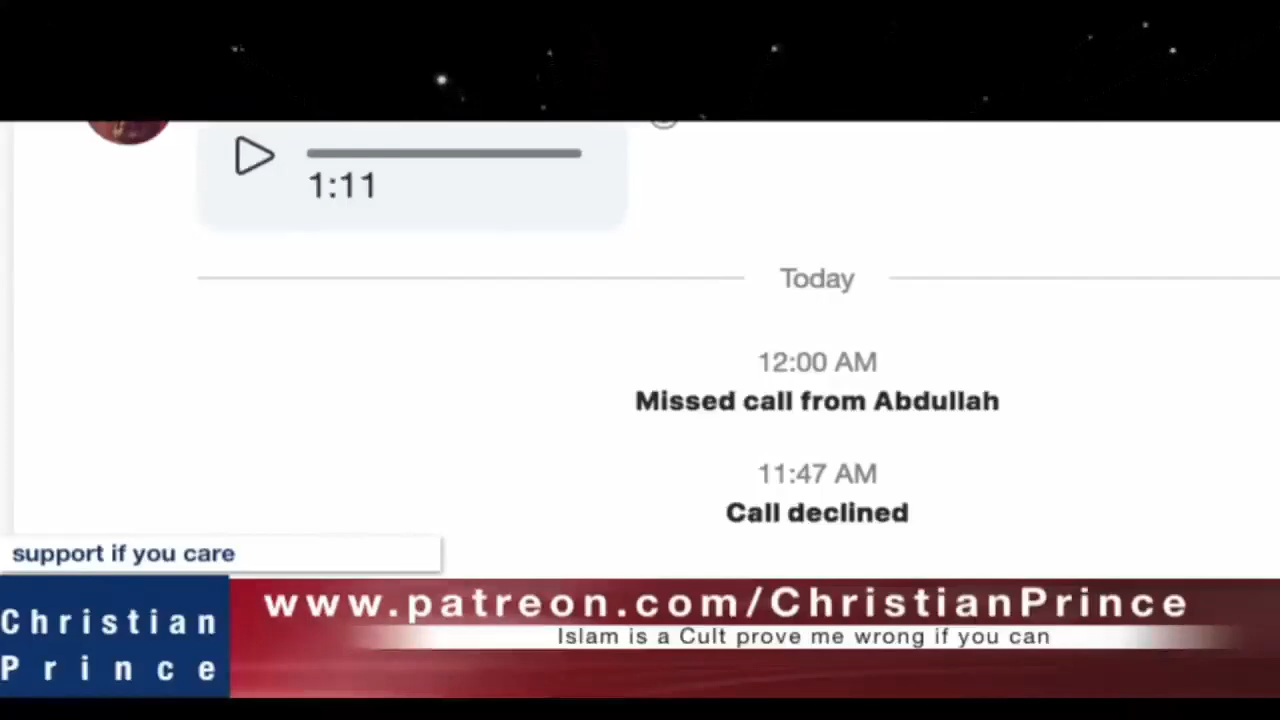 1:11
Today
12:00 AM
Missed call from Abdullah
11:47 AM
Call declined
support if you care
Christian
Prince
www.patreon.com/ChristianPrince
Islam is a Cult prove me wrong if you can